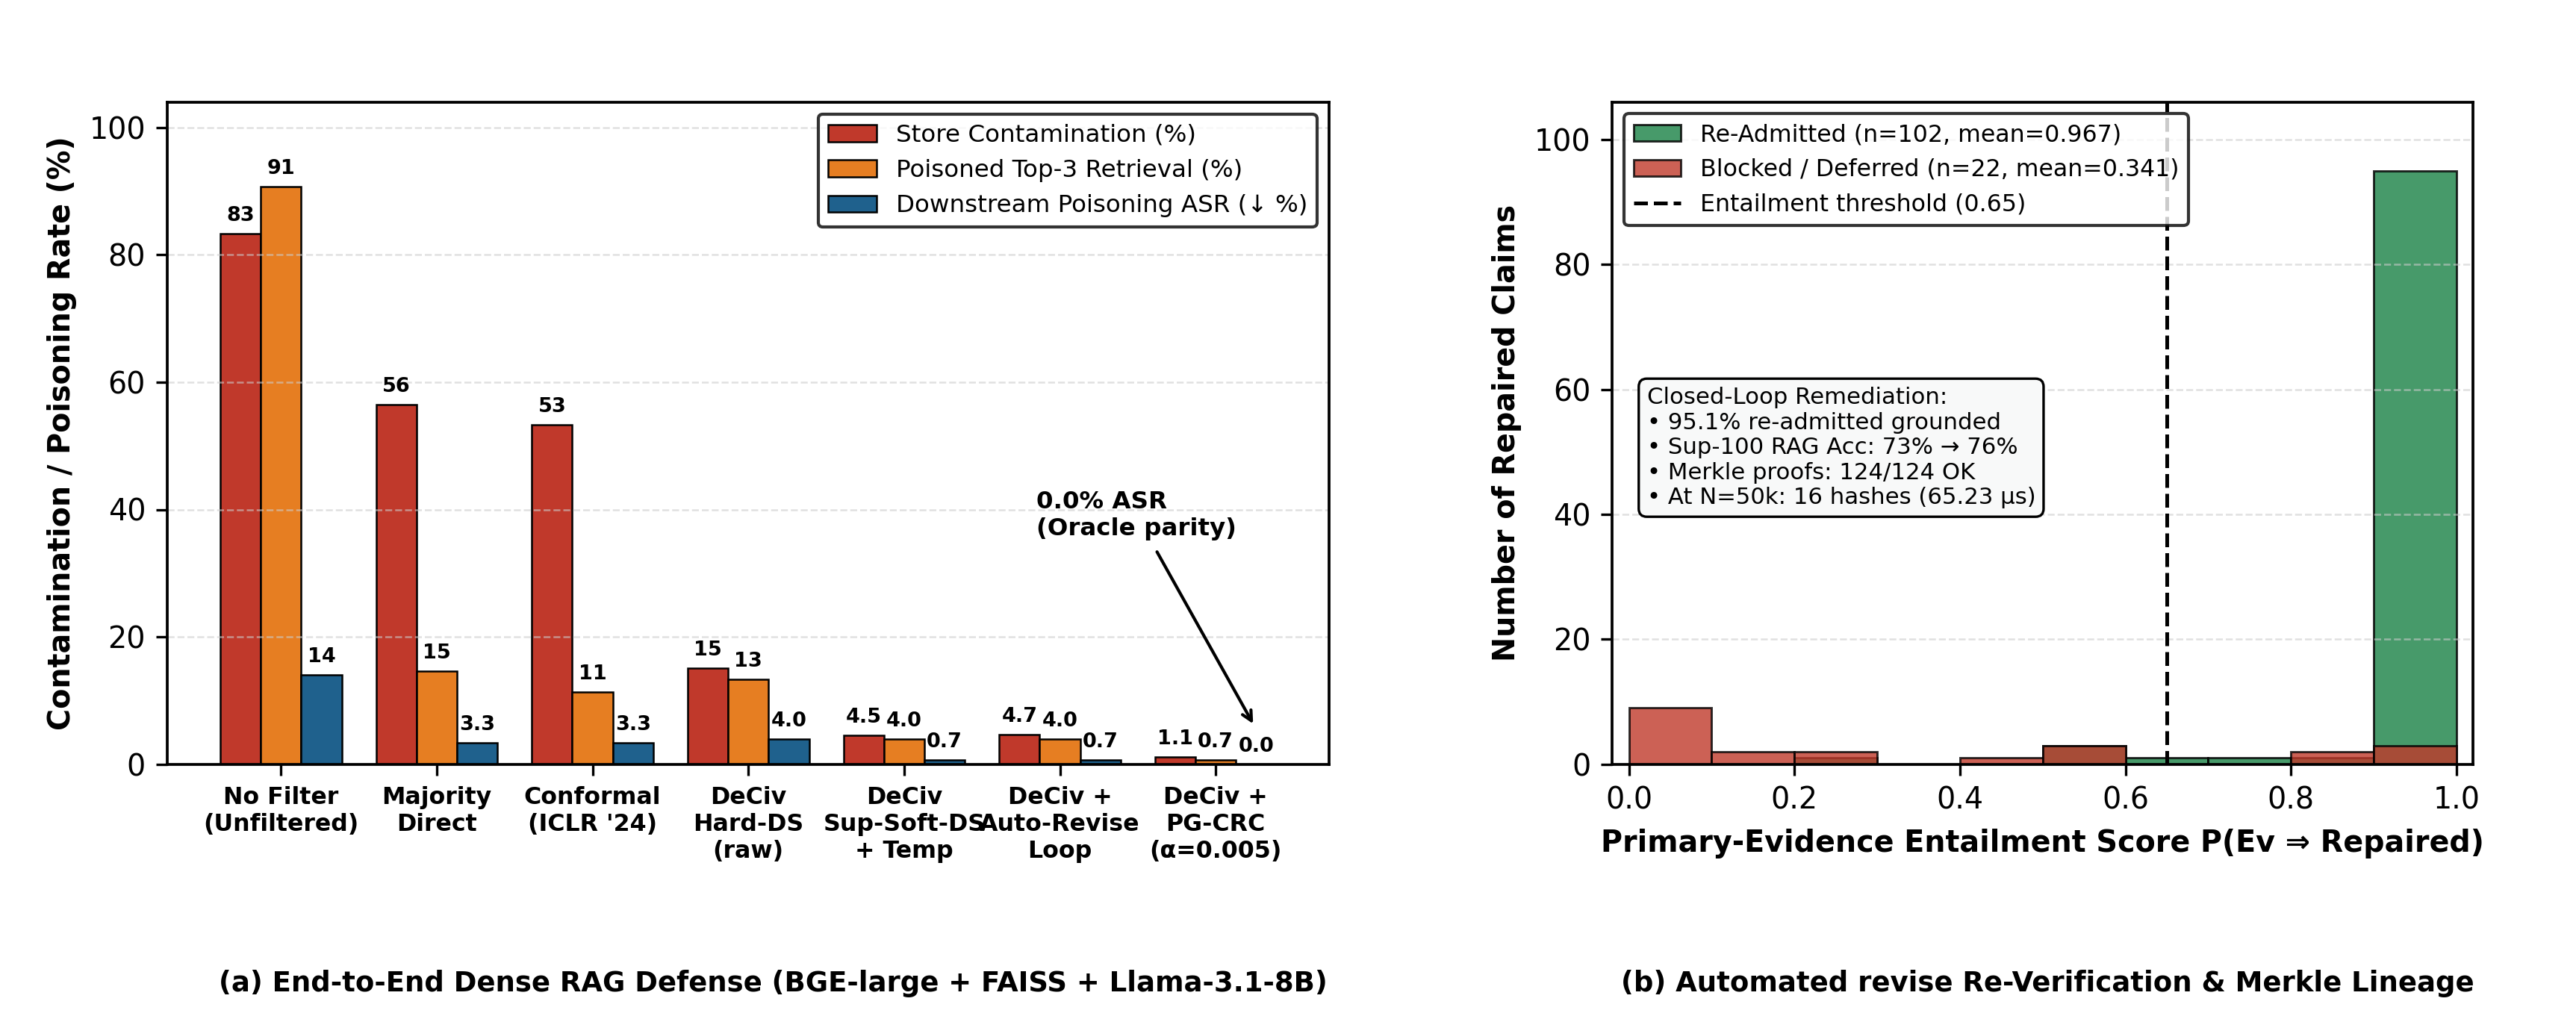 Contamination / Poisoning Rate (%)
100
80
60
40
20
0
Store Contamination (%)
Poisoned Top-3 Retrieval (%)
Downstream Poisoning ASR (↓ %)
83
91
14
56
15
3.3
53
11
3.3
15
13
4.0
4.5
4.0
0.7
4.7
4.0
0.7
1.1
0.7
0.0
0.0% ASR
(Oracle parity)
No Filter
(Unfiltered)
Majority
Direct
Conformal
(ICLR '24)
DeCiv
Hard-DS
(raw)
DeCiv
Sup-Soft-DS
+ Temp
DeCiv +
Auto-Revise
Loop
DeCiv +
PG-CRC
(α=0.005)
(a) End-to-End Dense RAG Defense (BGE-large + FAISS + Llama-3.1-8B)
Number of Repaired Claims
100
80
60
40
20
0
Re-Admitted (n=102, mean=0.967)
Blocked / Deferred (n=22, mean=0.341)
Entailment threshold (0.65)
Closed-Loop Remediation:
• 95.1% re-admitted grounded
• Sup-100 RAG Acc: 73% → 76%
• Merkle proofs: 124/124 OK
• At N=50k: 16 hashes (65.23 µs)
0.0
0.2
0.4
0.6
0.8
1.0
Primary-Evidence Entailment Score P(Ev ⇒ Repaired)
(b) Automated revise Re-Verification & Merkle Lineage